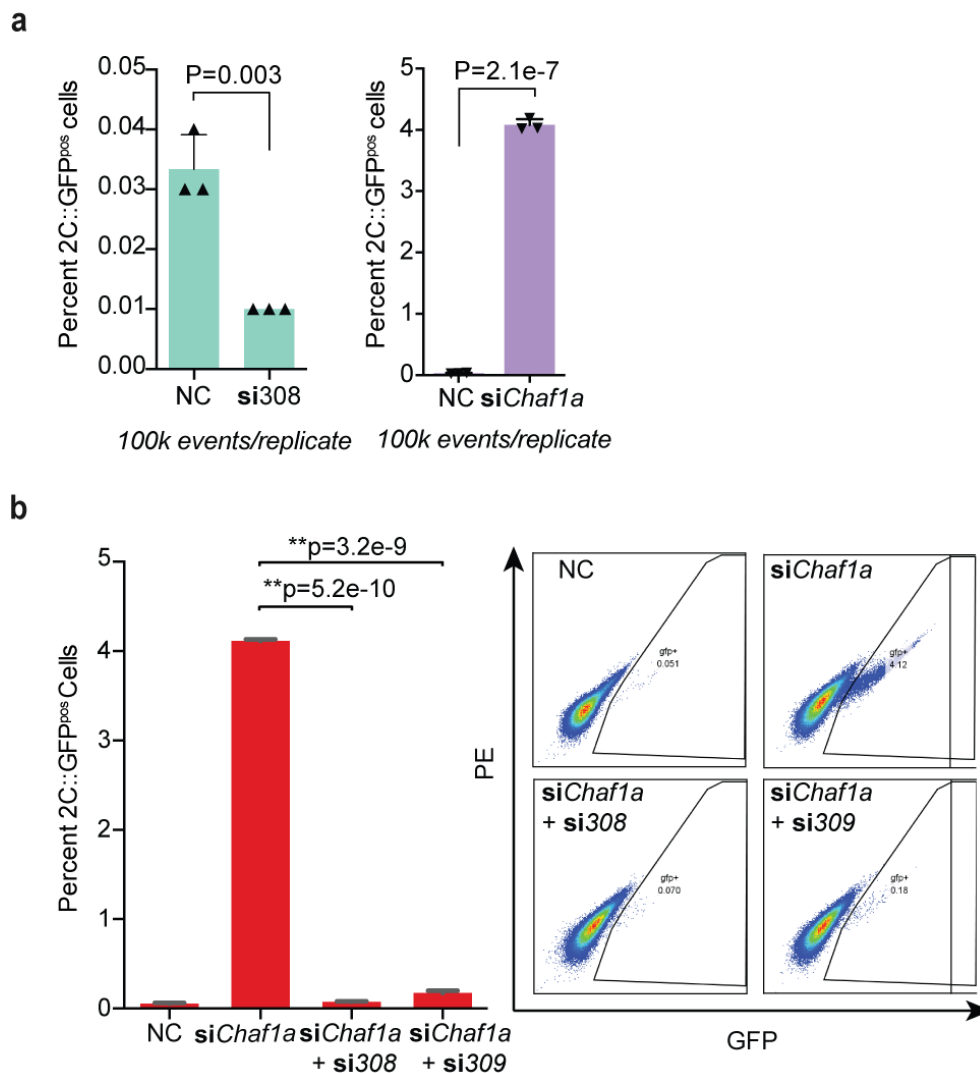 a
0.05
0.04
0.03
0.02
0.01
0.00
Percent 2C::GFPpos cells
P=0.003
NC
si308
100k events/replicate
5
4
3
2
1
0
Percent 2C::GFPpos cells
P=2.1e-7
NC
siChaf1a
100k events/replicate
b
5
4
3
2
1
0
Percent 2C::GFPpos Cells
**p=3.2e-9
**p=5.2e-10
NC
siChaf1a
siChaf1a
+ si308
siChaf1a
+ si309
PE
NC
gfp+
0.051
siChaf1a
gfp+
4.12
siChaf1a
+ si308
gfp+
0.070
siChaf1a
+ si309
gfp+
0.18
GFP